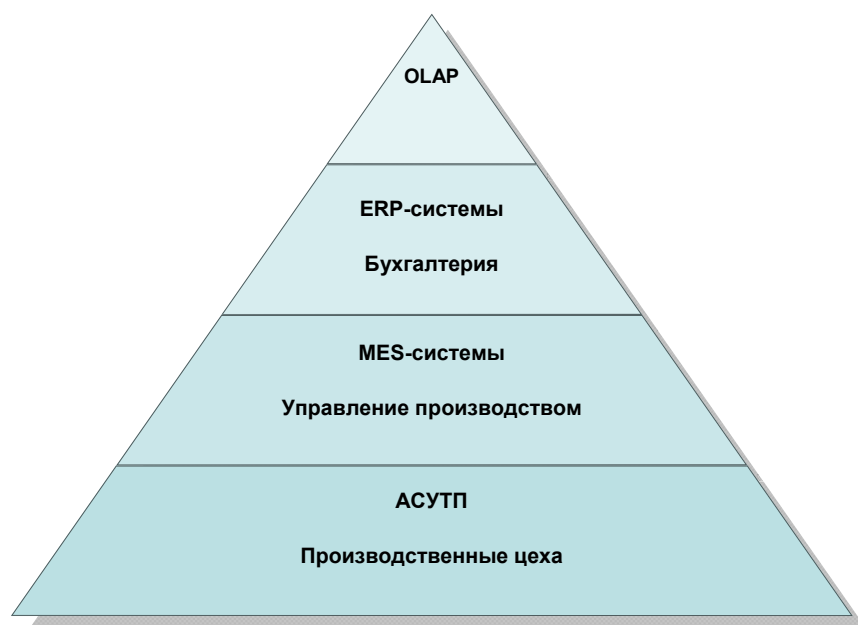 OLAP
ERP-системы
Бухгалтерия
MES-системы
Управление производством
АСУТП
Производственные цеха